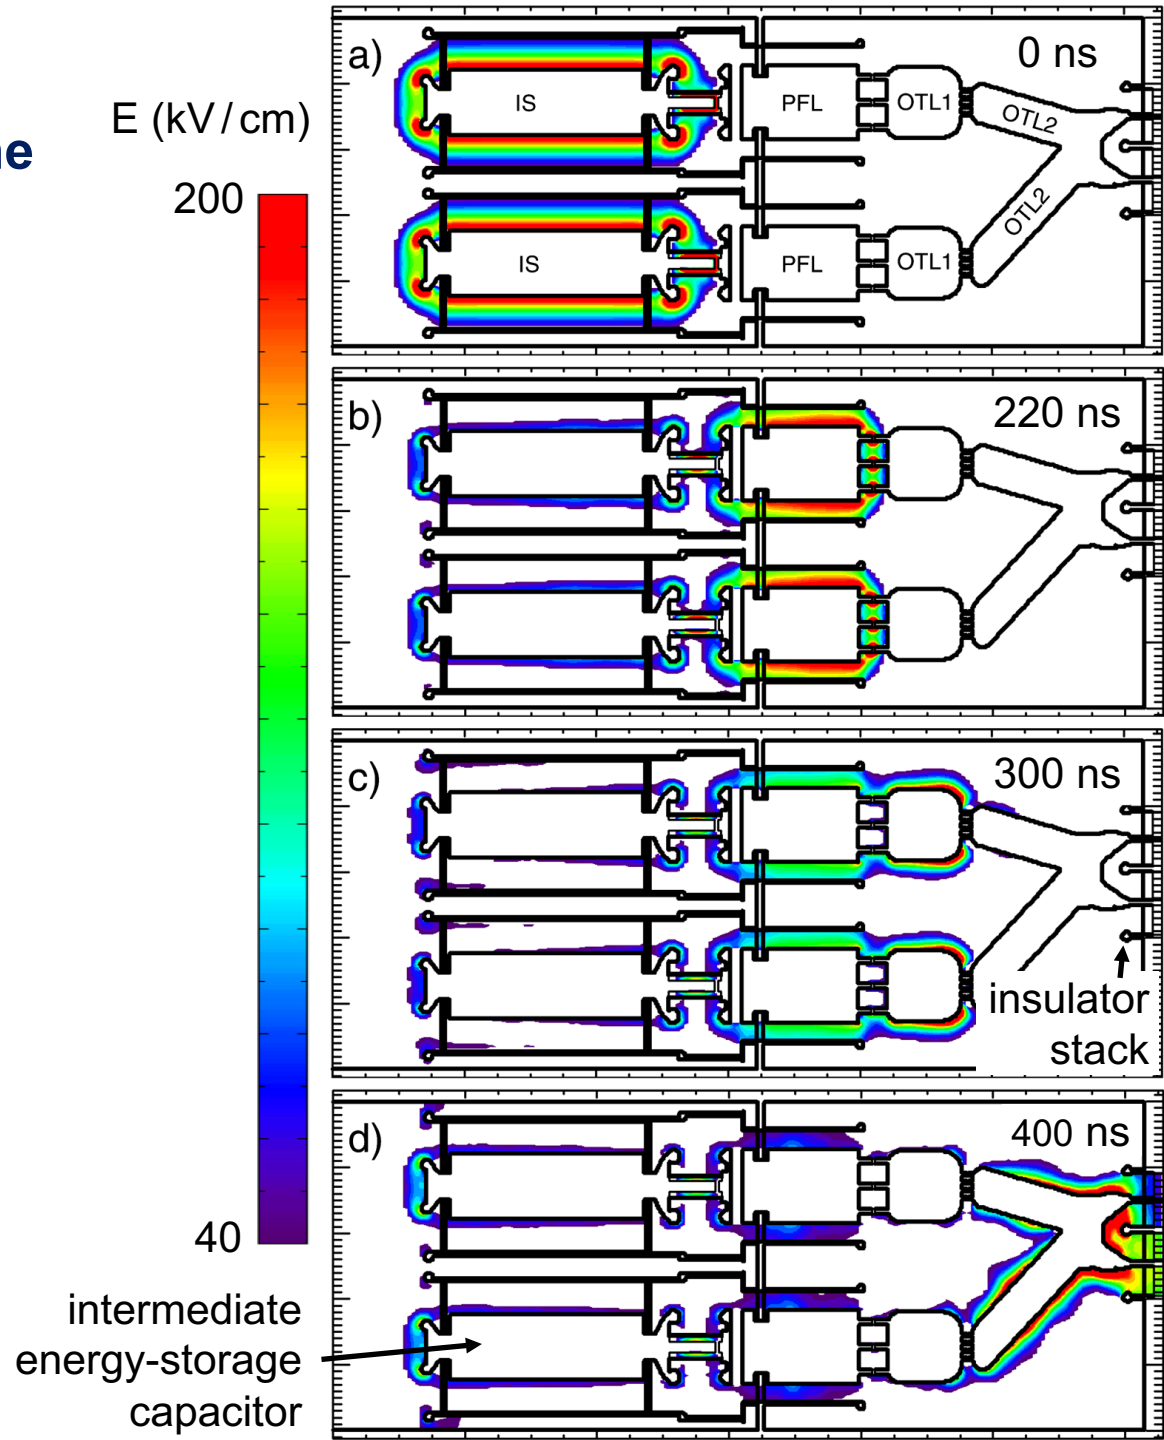 ne
E (kV/cm)
200
40
a)
0 ns
IS
PFL
OTL1
OTL2
IS
PFL
OTL1
OTL2
b)
220 ns
c)
300 ns
insulator
stack
d)
400 ns
intermediate
energy-storage
capacitor